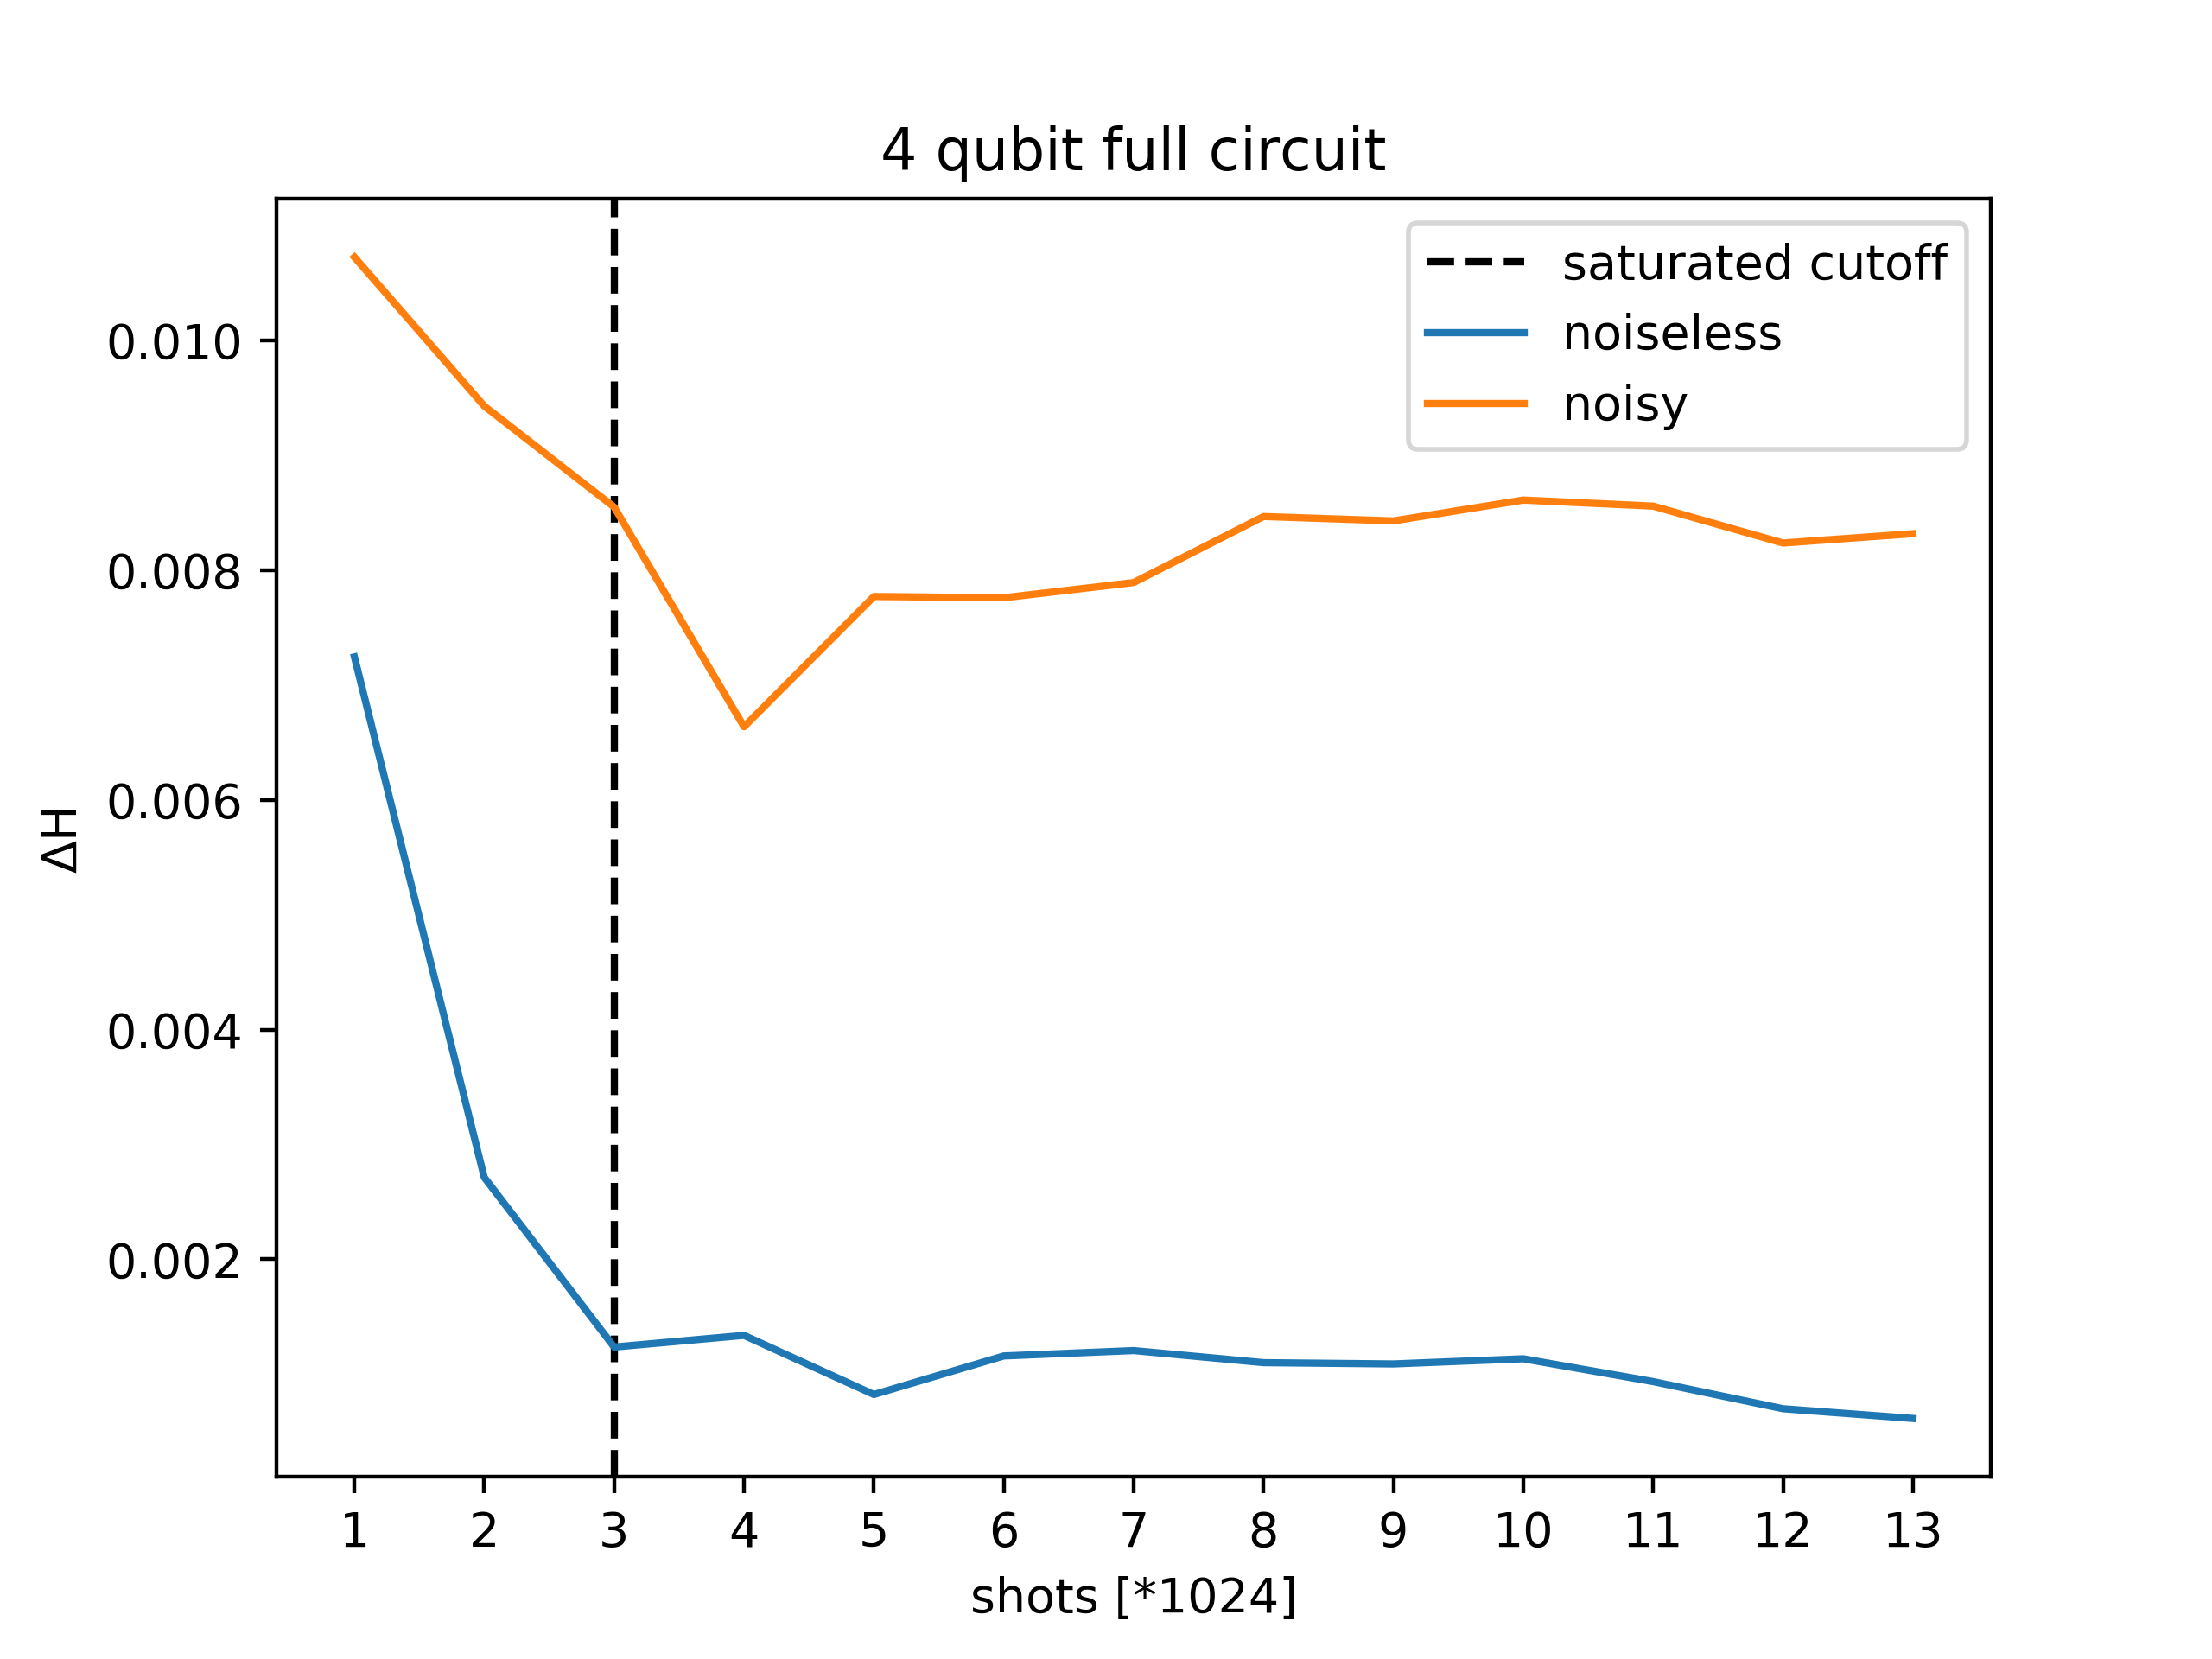 4 qubit full circuit
saturated cutoff
noiseless
noisy
0.010
0.008
0.006
0.004
0.002
ΔH
1 2 3 4 5 6 7 8 9 10 11 12 13
shots [*1024]